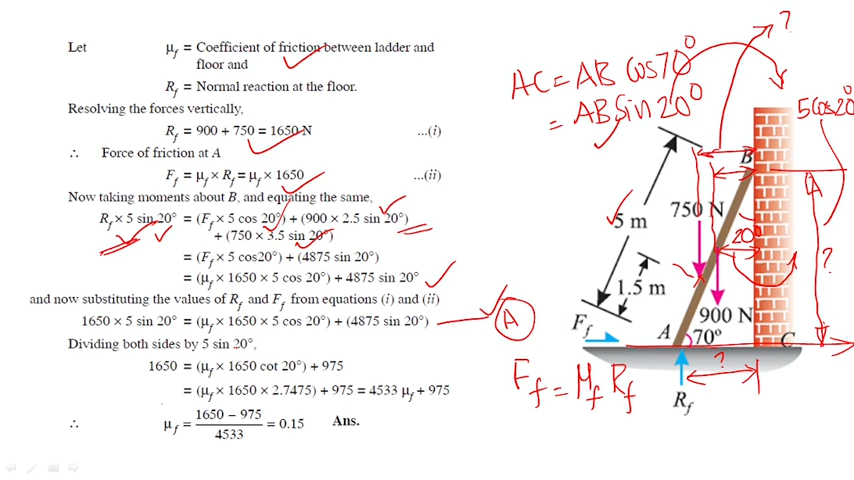 Let μf = Coefficient of friction between ladder and
floor and
Rf = Normal reaction at the floor.
Resolving the forces vertically,
Rf = 900 + 750 = 1650 N ...(i)
∴ Force of friction at A
Ff = μf × Rf = μf × 1650 ...(ii)
Now taking moments about B, and equating the same,
Rf × 5 sin 20° = (Ff × 5 cos 20°) + (900 × 2.5 sin 20°)
+ (750 × 3.5 sin 20°)
= (Ff × 5 cos20°) + (4875 sin 20°)
= (μf × 1650 × 5 cos 20°) + 4875 sin 20°
and now substituting the values of Rf and Ff from equations (i) and (ii)
1650 × 5 sin 20° = (μf × 1650 × 5 cos 20°) + (4875 sin 20°)
Dividing both sides by 5 sin 20°,
1650 = (μf × 1650 cot 20°) + 975
= (μf × 1650 × 2.7475) + 975 = 4533 μf + 975
∴ μf = 1650 – 975 / 4533 = 0.15 Ans.
A
?
AC = AB cos 70°
= AB sin 20°
5 cos 20°
B
5 m
750 N
20°
?
1.5 m
900 N
Ff
A
70°
C
?
Rf
Ff = μf Rf